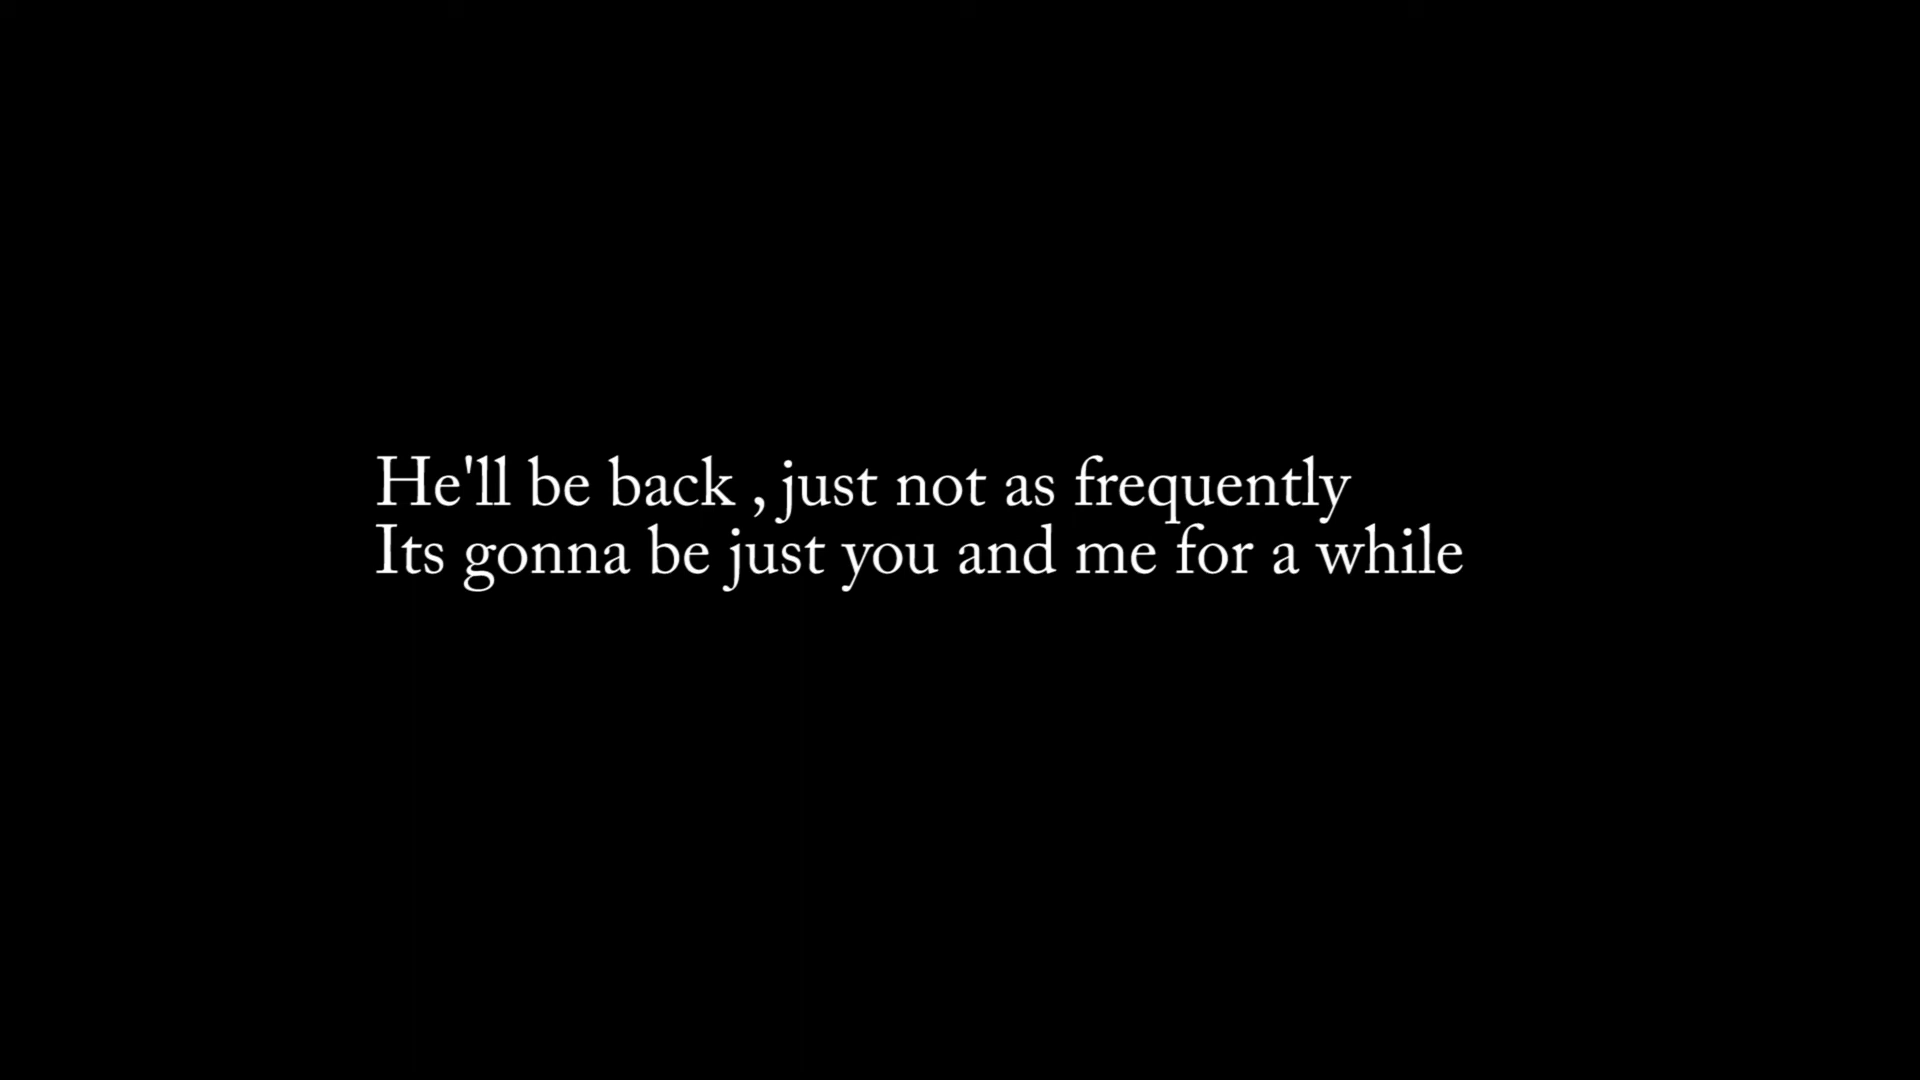 He'll be back , just not as frequently
Its gonna be just you and me for a while